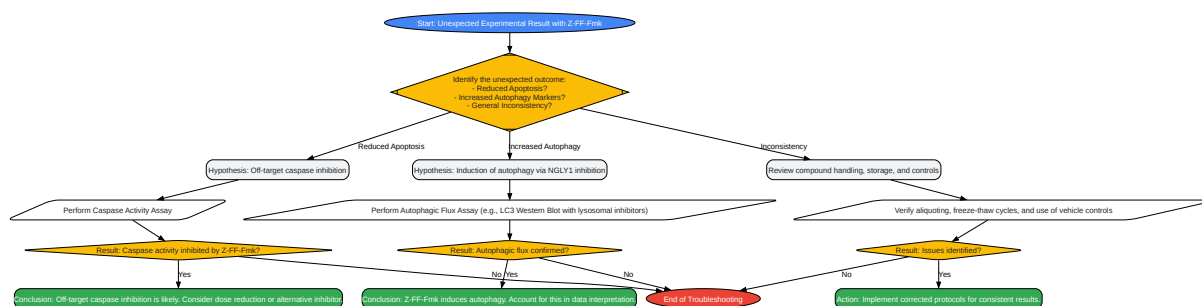 Start: Unexpected Experimental Result with Z-FF-Fmk
Identify the unexpected outcome:
- Reduced Apoptosis?
- Increased Autophagy Markers?
- General Inconsistency?
Reduced Apoptosis
Increased Autophagy
Inconsistency
Hypothesis: Off-target caspase inhibition
Hypothesis: Induction of autophagy via NGLY1 inhibition
Review compound handling, storage, and controls
Perform Caspase Activity Assay
Perform Autophagic Flux Assay (e.g., LC3 Western Blot with lysosomal inhibitors)
Verify aliquoting, freeze-thaw cycles, and use of vehicle controls
Result: Caspase activity inhibited by Z-FF-Fmk?
Result: Autophagic flux confirmed?
Result: Issues identified?
Yes
No
Yes
No
No
Yes
Conclusion: Off-target caspase inhibition is likely. Consider dose reduction or alternative inhibitor.
Conclusion: Z-FF-Fmk induces autophagy. Account for this in data interpretation.
End of Troubleshooting
Action: Implement corrected protocols for consistent results.